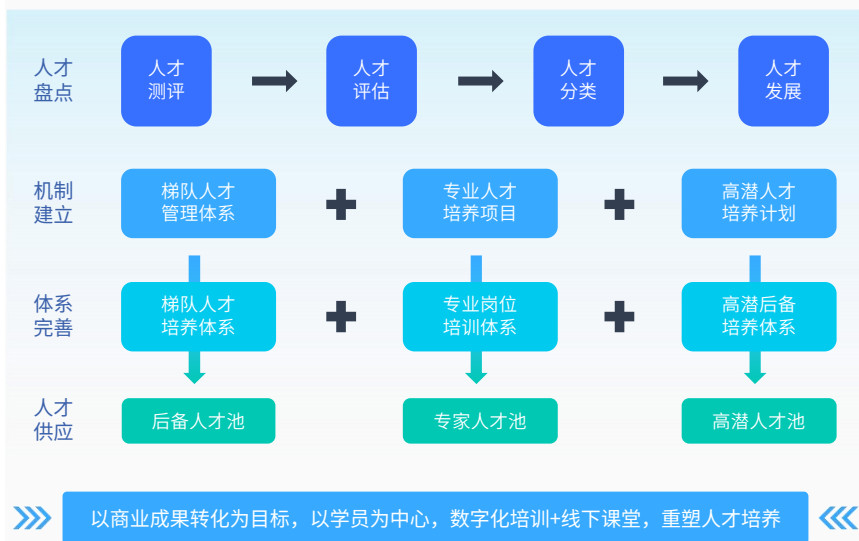 人才
盘点
人才
测评
人才
评估
人才
分类
人才
发展
机制
建立
梯队人才
管理体系
专业人才
培养项目
高潜人才
培养计划
体系
完善
梯队人才
培养体系
专业岗位
培训体系
高潜后备
培养体系
人才
供应
后备人才池
专家人才池
高潜人才池
以商业成果转化为目标，以学员为中心，数字化培训+线下课堂，重塑人才培养